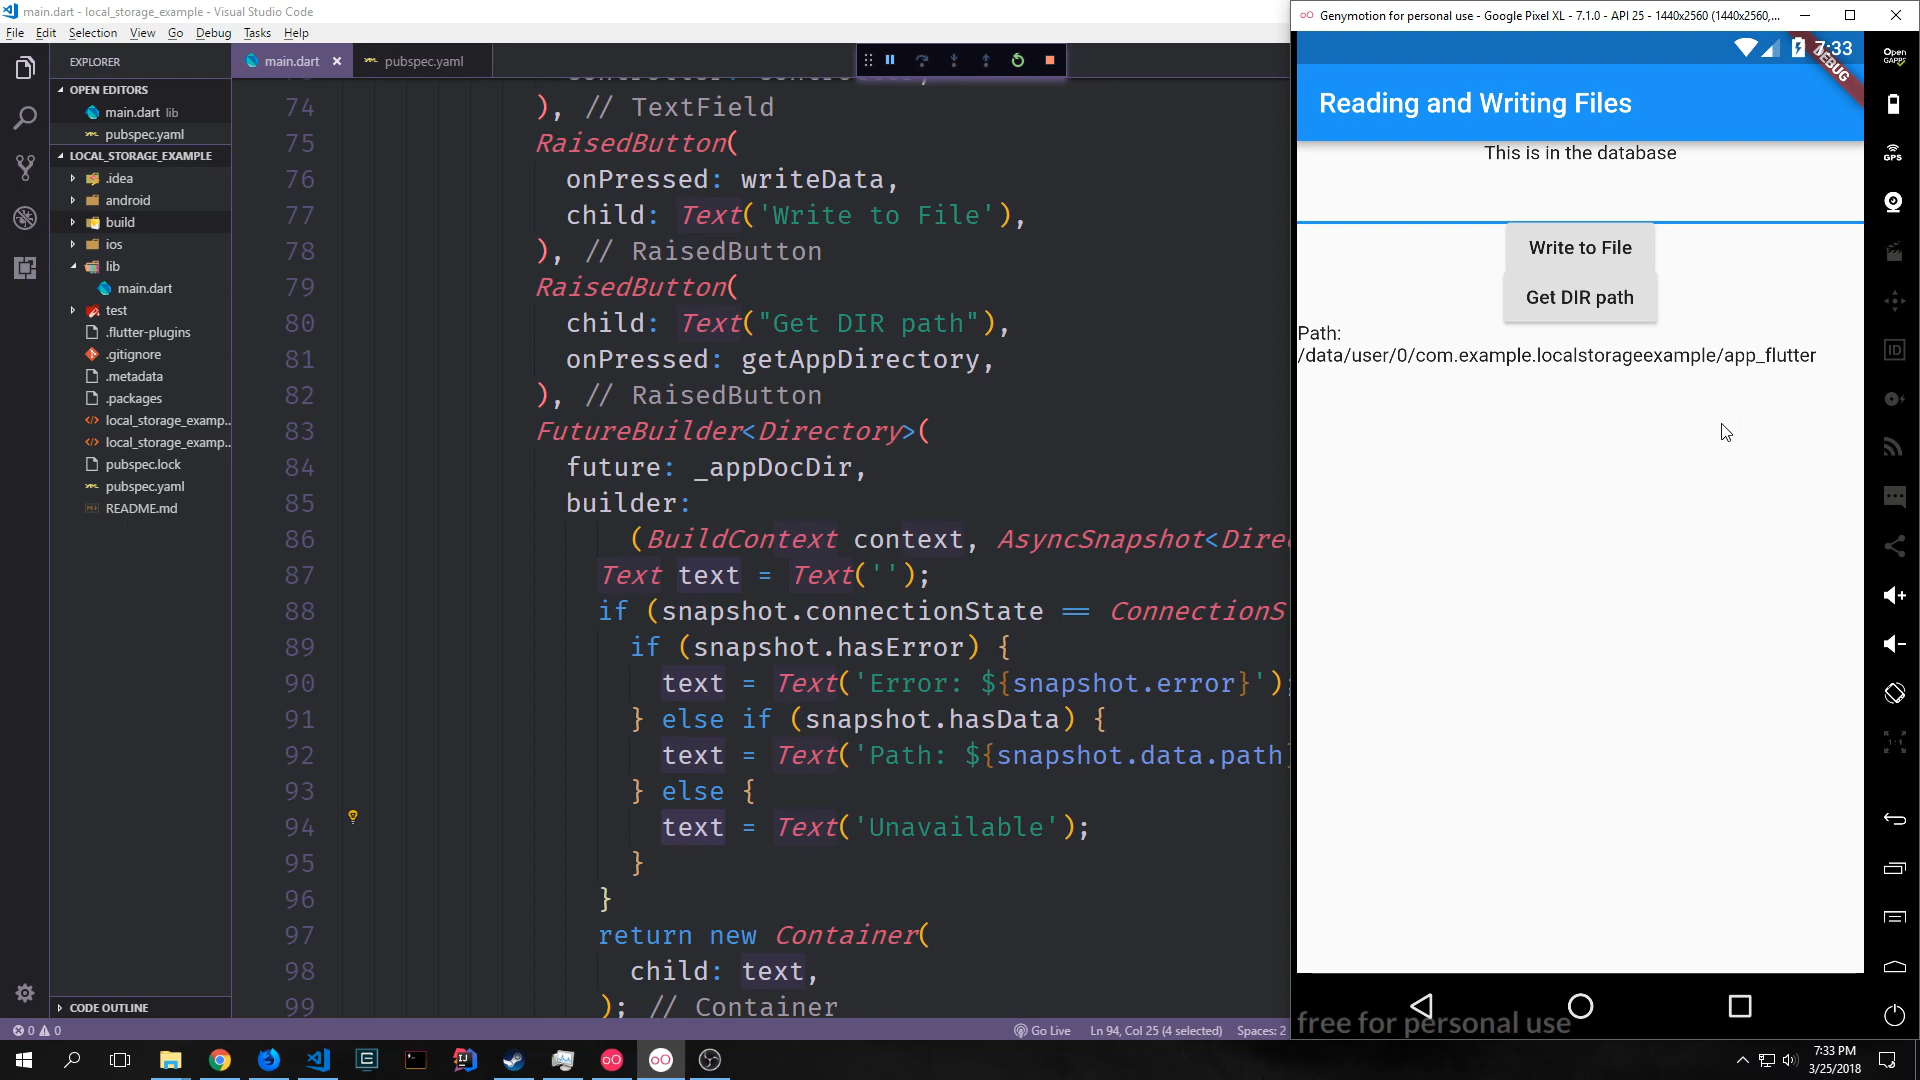 main.dart - local_storage_example - Visual Studio Code
File Edit Selection View Go Debug Tasks Help
EXPLORER
OPEN EDITORS
main.dart lib
pubspec.yaml
LOCAL_STORAGE_EXAMPLE
.idea
android
build
ios
lib
main.dart
test
.flutter-plugins
.gitignore
.metadata
.packages
local_storage_examp..
local_storage_examp..
pubspec.lock
pubspec.yaml
README.md
CODE OUTLINE
main.dart
pubspec.yaml
74 ), // TextField
75 RaisedButton(
76 onPressed: writeData,
77 child: Text('Write to File'),
78 ), // RaisedButton
79 RaisedButton(
80 child: Text("Get DIR path"),
81 onPressed: getAppDirectory,
82 ), // RaisedButton
83 FutureBuilder<Directory>(
84 future: _appDocDir,
85 builder:
86 (BuildContext context, AsyncSnapshot<Direc
87 Text text = Text('');
88 if (snapshot.connectionState == ConnectionS
89 if (snapshot.hasError) {
90 text = Text('Error: ${snapshot.error}');
91 } else if (snapshot.hasData) {
92 text = Text('Path: ${snapshot.data.path}
93 } else {
94 text = Text('Unavailable');
95 }
96 }
97 return new Container(
98 child: text,
99 ); // Container
0 0
Go Live
Ln 94, Col 25 (4 selected)
Spaces: 2
Genymotion for personal use - Google Pixel XL - 7.1.0 - API 25 - 1440x2560 (1440x2560,...
7:33
DEBUG
Reading and Writing Files
This is in the database
Write to File
Get DIR path
Path:
/data/user/0/com.example.localstorageexample/app_flutter
free for personal use
Open
GAPPS
GPS
ID
1:1
7:33 PM
3/25/2018